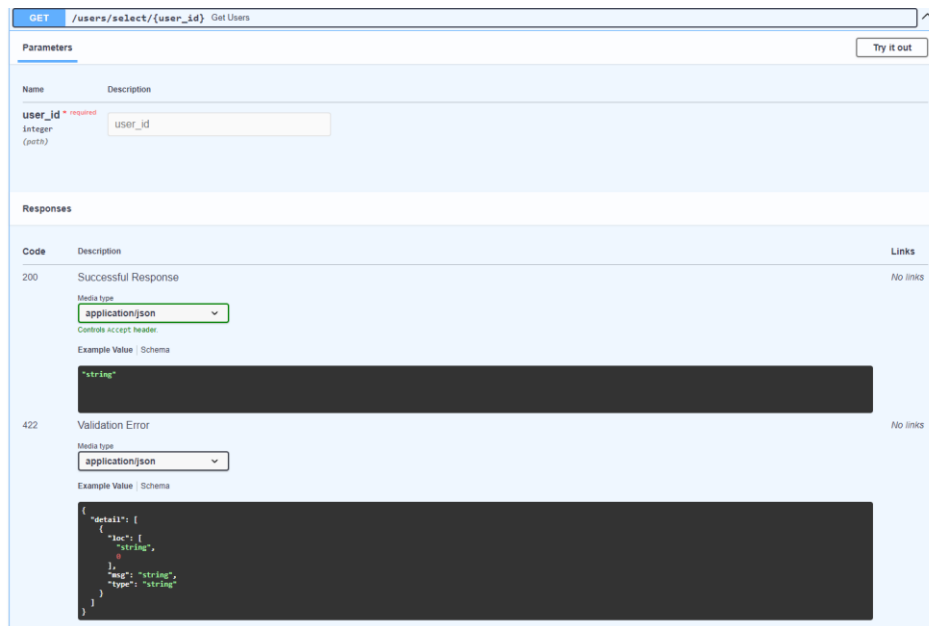 GET /users/select/{user_id} Get Users
Parameters
Try it out
Name Description
user_id * required
integer
(path)
user_id
Responses
Code Description Links
200 Successful Response No links
Media type
application/json
Controls Accept header.
Example Value | Schema
"string"
422 Validation Error No links
Media type
application/json
Example Value | Schema
{
"detail": [
{
"loc": [
"string",
0
],
"msg": "string",
"type": "string"
}
]
}